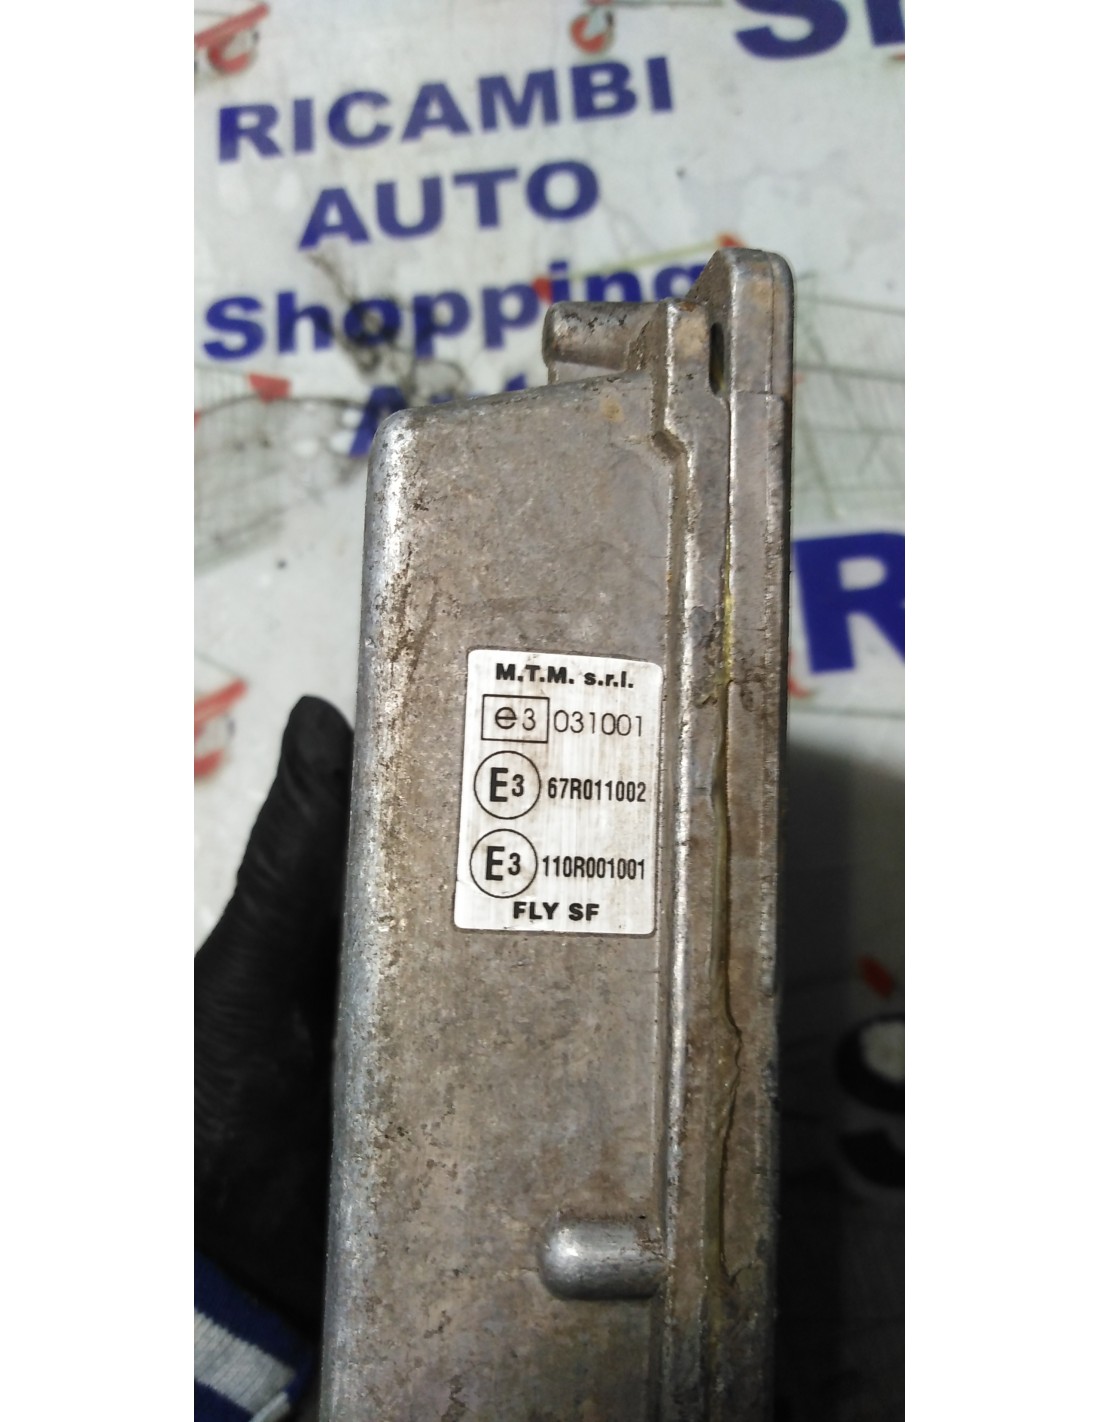 RICAMBI
AUTO
Shopping
M.T.M. s.r.l.
e3 031001
E3 67R011002
E3 110R001001
FLY SF